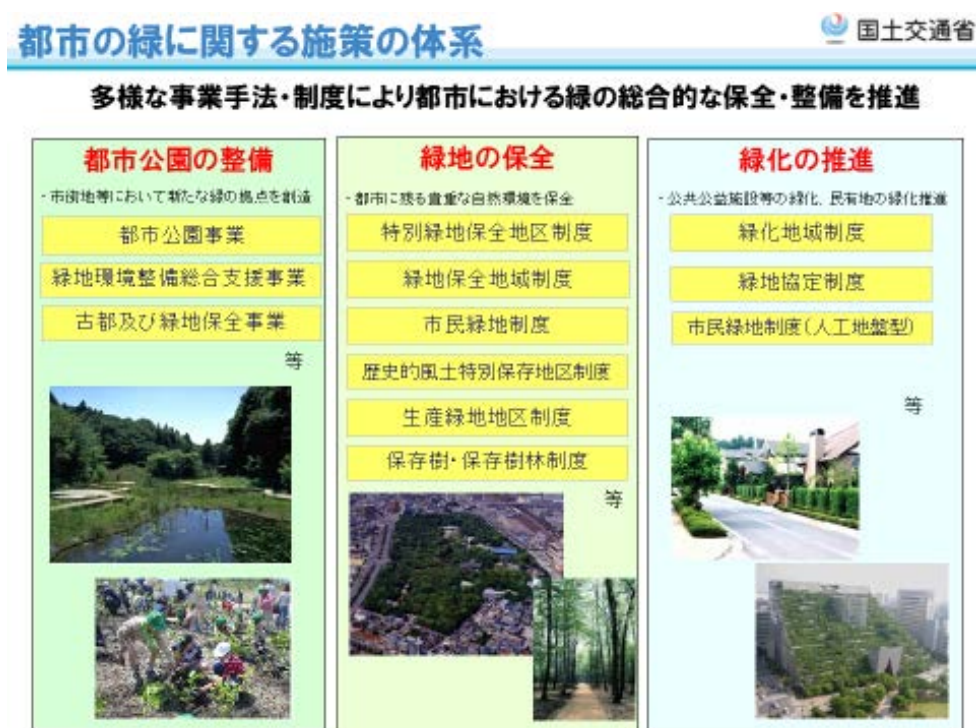 都市の緑に関する施策の体系
国土交通省
多様な事業手法・制度により都市における緑の総合的な保全・整備を推進
都市公園の整備
・市街地等において新たな緑の拠点を創造
都市公園事業
緑地環境整備総合支援事業
古都及び緑地保全事業
等
緑地の保全
・都市に残る貴重な自然環境を保全
特別緑地保全地区制度
緑地保全地域制度
市民緑地制度
歴史的風土特別保存地区制度
生産緑地地区制度
保存樹・保存樹林制度
等
緑化の推進
・公共公益施設等の緑化、民有地の緑化推進
緑化地域制度
緑地協定制度
市民緑地制度(人工地盤型)
等